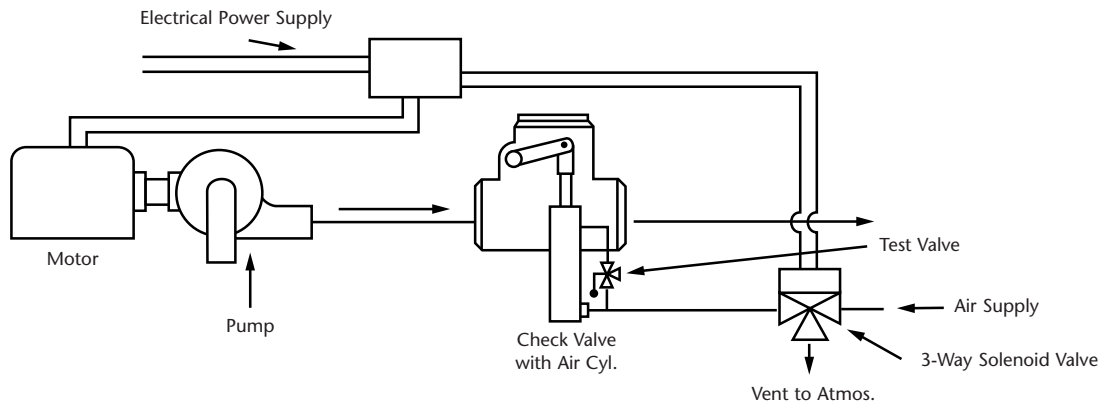 Electrical Power Supply
Motor
Pump
Check Valve
with Air Cyl.
Test Valve
Air Supply
3-Way Solenoid Valve
Vent to Atmos.